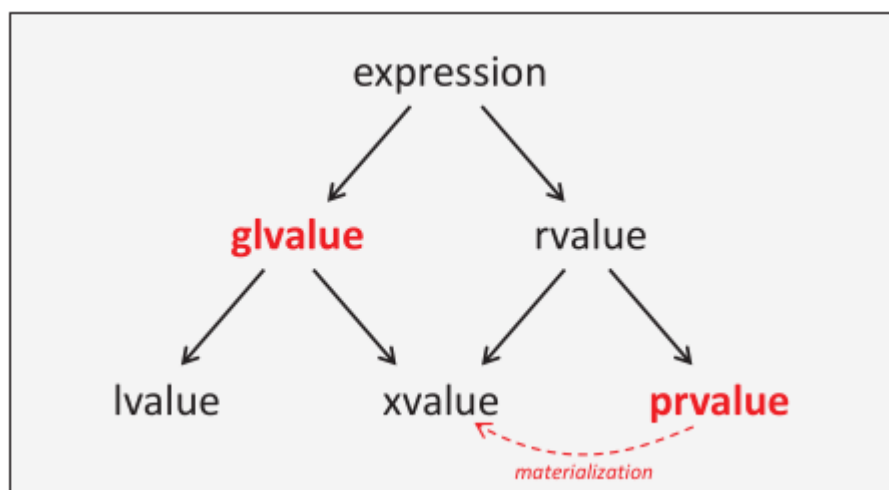 expression
glvalue
rvalue
lvalue
xvalue
prvalue
materialization